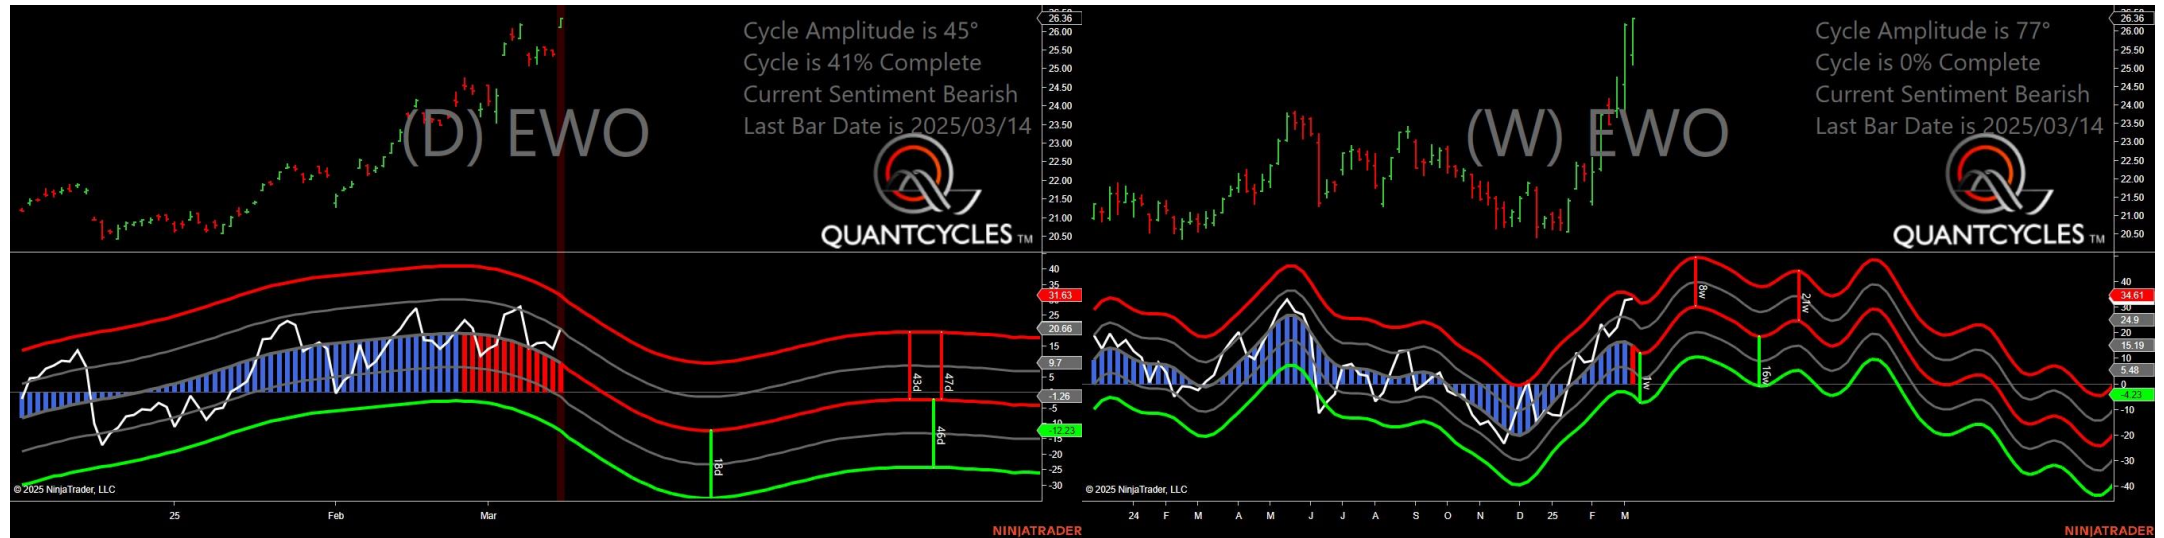 26.50
26.36
26.00
25.50
25.00
24.50
24.00
23.50
23.00
22.50
22.00
21.50
21.00
20.50
Cycle Amplitude is 45°
Cycle is 41% Complete
Current Sentiment Bearish
Last Bar Date is 2025/03/14
(D) EWO
QUANTCYCLES TM
40
35
31.63
25
20.66
15
9.7
5
-1.26
-5
-12.23
-15
-20
-25
-30
18d
43d
47d
46d
© 2025 NinjaTrader, LLC
25
Feb
Mar
NINJATRADER
26.50
26.36
26.00
25.50
25.00
24.50
24.00
23.50
23.00
22.50
22.00
21.50
21.00
20.50
Cycle Amplitude is 77°
Cycle is 0% Complete
Current Sentiment Bearish
Last Bar Date is 2025/03/14
(W) EWO
QUANTCYCLES TM
40
34.61
30
24.9
20
15.19
10
5.48
0
-4.23
-10
-20
-30
-40
1w
8w
16w
21w
© 2025 NinjaTrader, LLC
24 F M A M J J A S O N D 25 F M
NINJATRADER